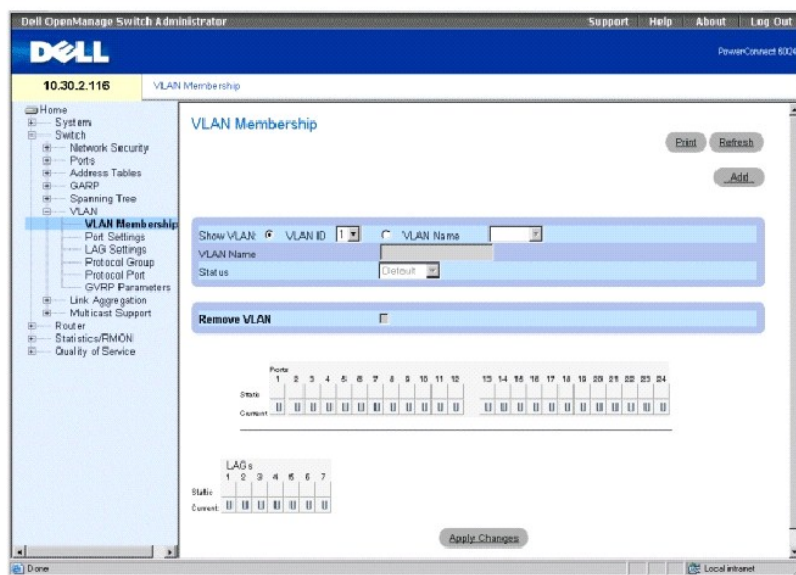 Dell OpenManage Switch Administrator
Support Help About Log Out
DELL
PowerConnect 6024
10.30.2.116
VLAN Membership
Home
System
Switch
Network Security
Ports
Address Tables
GARP
Spanning Tree
VLAN
VLAN Membership
Port Settings
LAG Settings
Protocol Group
Protocol Port
GVRP Parameters
Link Aggregation
Multicast Support
Router
Statistics/RMON
Quality of Service
VLAN Membership
Print Refresh
Add
Show VLAN: VLAN ID 1 VLAN Name
VLAN Name
Status Default
Remove VLAN
Ports
1 2 3 4 5 6 7 8 9 10 11 12 13 14 15 16 17 18 19 20 21 22 23 24
Static
Current U U U U U U U U U U U U U U U U U U U U U U U U
LAGs
1 2 3 4 5 6 7
Static
Current U U U U U U U
Apply Changes
Done
Local intranet